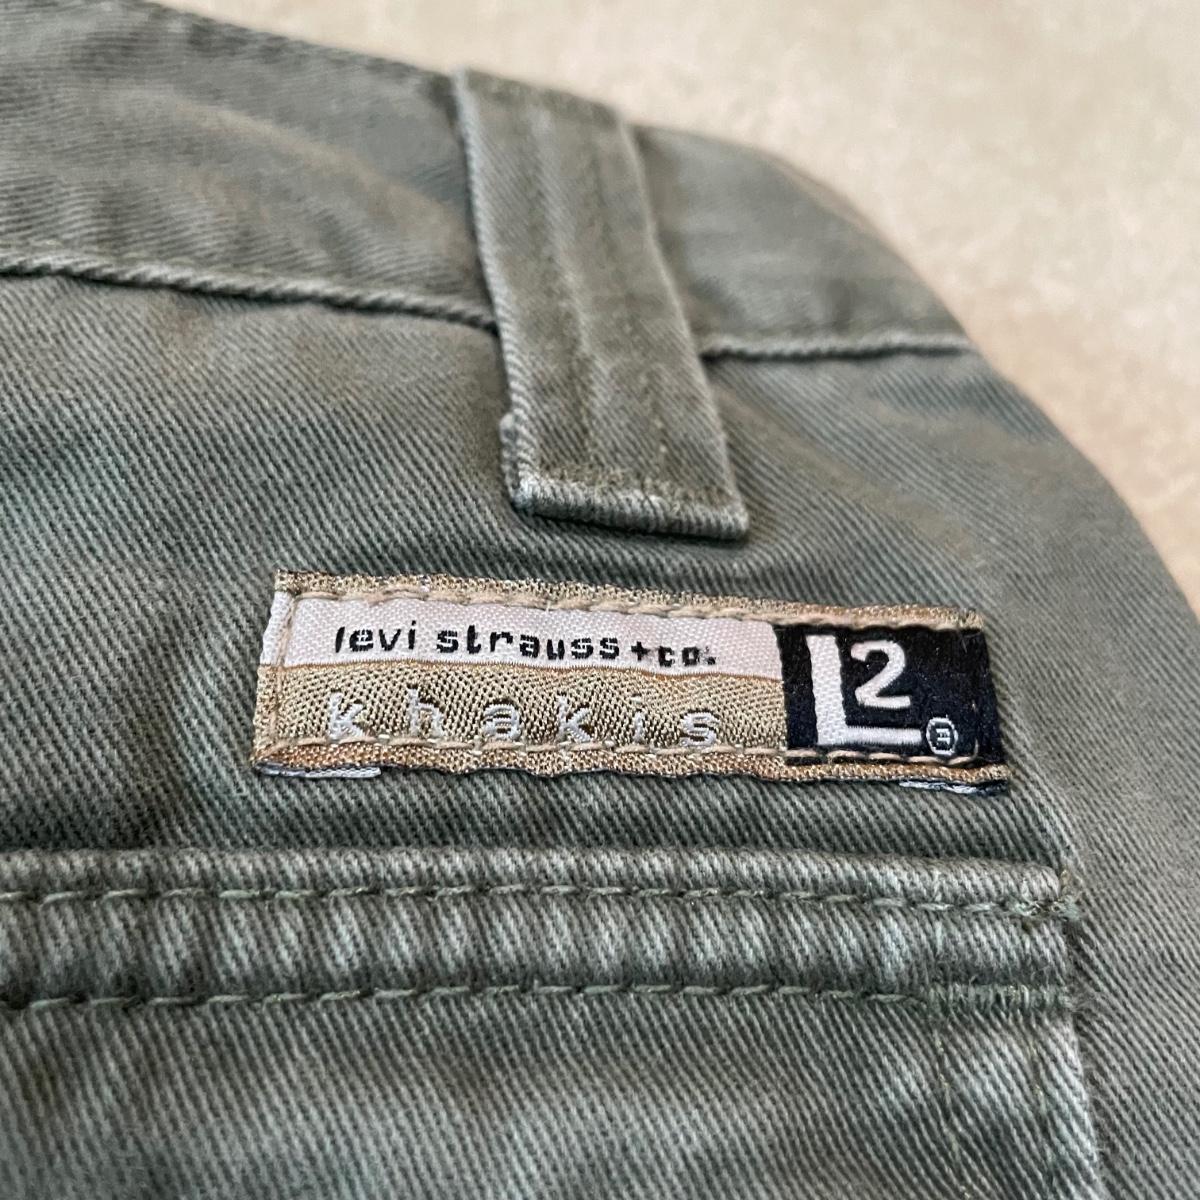 levi strauss + co.
khakis
L2
®